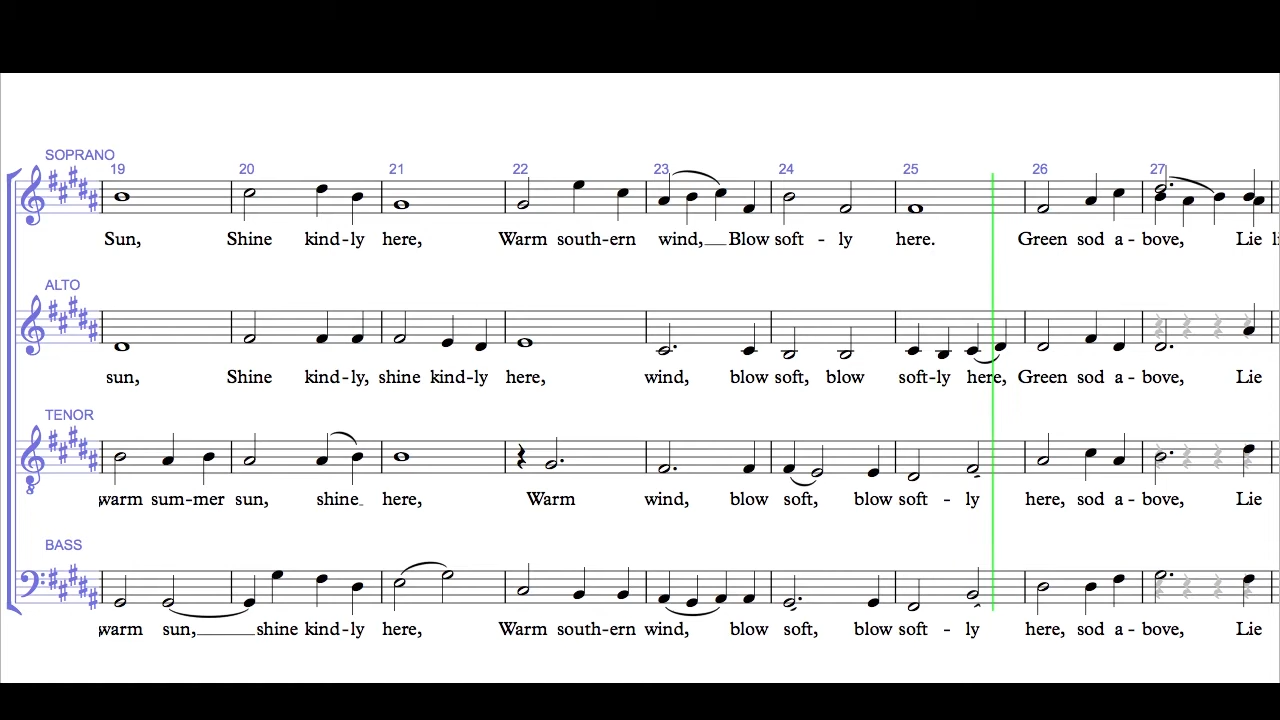 SOPRANO
19 20 21 22 23 24 25 26 27
Sun, Shine kind-ly here, Warm south-ern wind, Blow soft - ly here. Green sod a - bove, Lie
ALTO
sun, Shine kind-ly, shine kind-ly here, wind, blow soft, blow soft-ly here, Green sod a - bove, Lie
TENOR
8
warm sum-mer sun, shine here, Warm wind, blow soft, blow soft - ly here, sod a - bove, Lie
BASS
warm sun, shine kind-ly here, Warm south-ern wind, blow soft, blow soft - ly here, sod a - bove, Lie